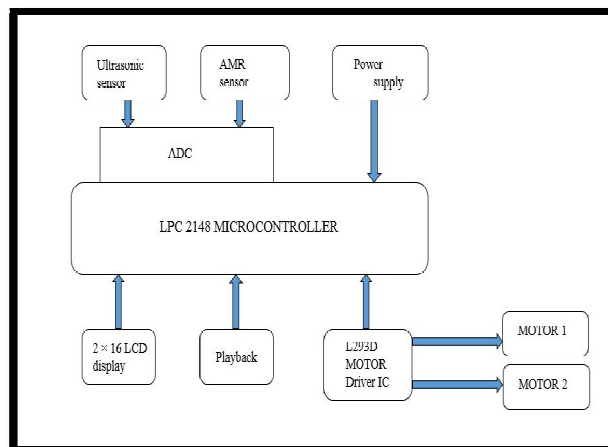 Ultrasonic
sensor
AMR
sensor
Power
supply
ADC
LPC 2148 MICROCONTROLLER
2 × 16 LCD
display
Playback
L293D
MOTOR
Driver IC
MOTOR 1
MOTOR 2